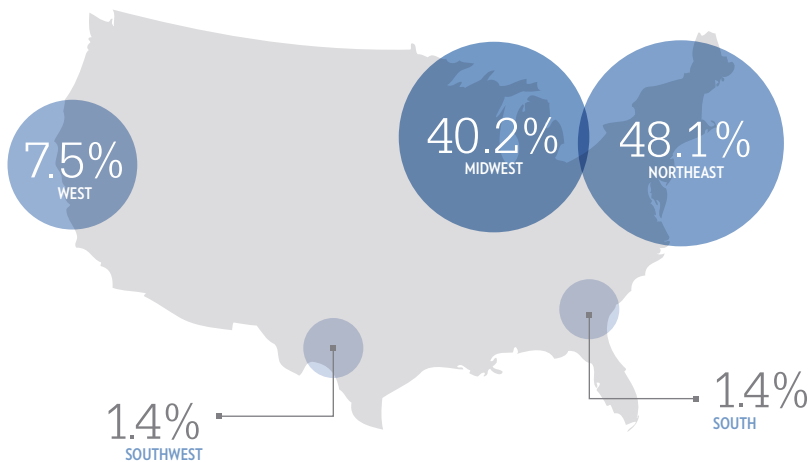 7.5%
WEST
40.2%
MIDWEST
48.1%
NORTHEAST
1.4%
SOUTHWEST
1.4%
SOUTH